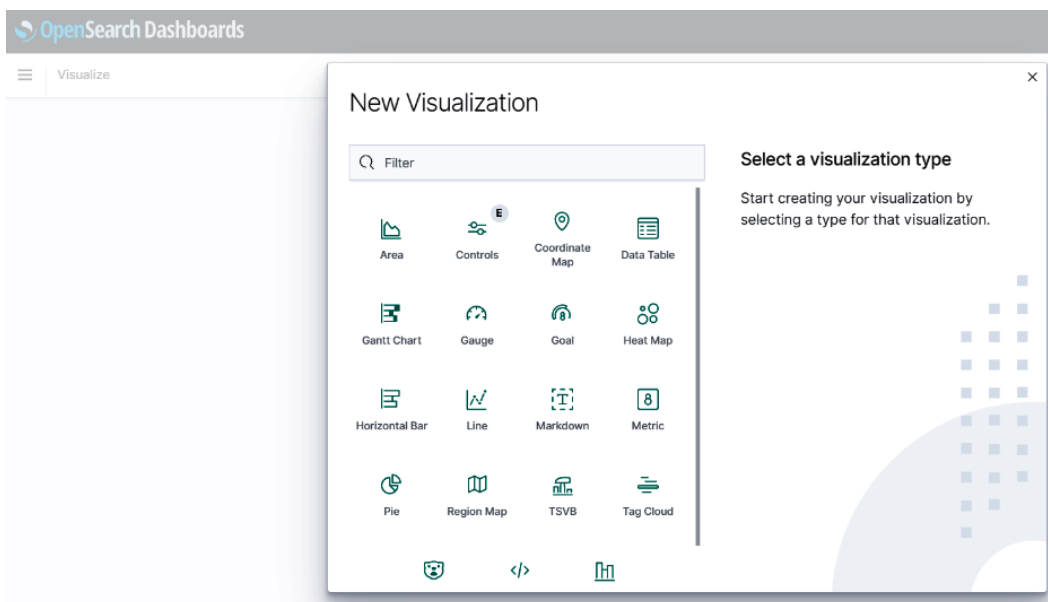 OpenSearch Dashboards
Visualize
New Visualization
Filter
E
Area
Controls
Coordinate
Map
Data Table
Gantt Chart
Gauge
8
Goal
Heat Map
Horizontal Bar
Line
T
Markdown
8
Metric
Pie
Region Map
TSVB
Tag Cloud
</>
Select a visualization type
Start creating your visualization by
selecting a type for that visualization.